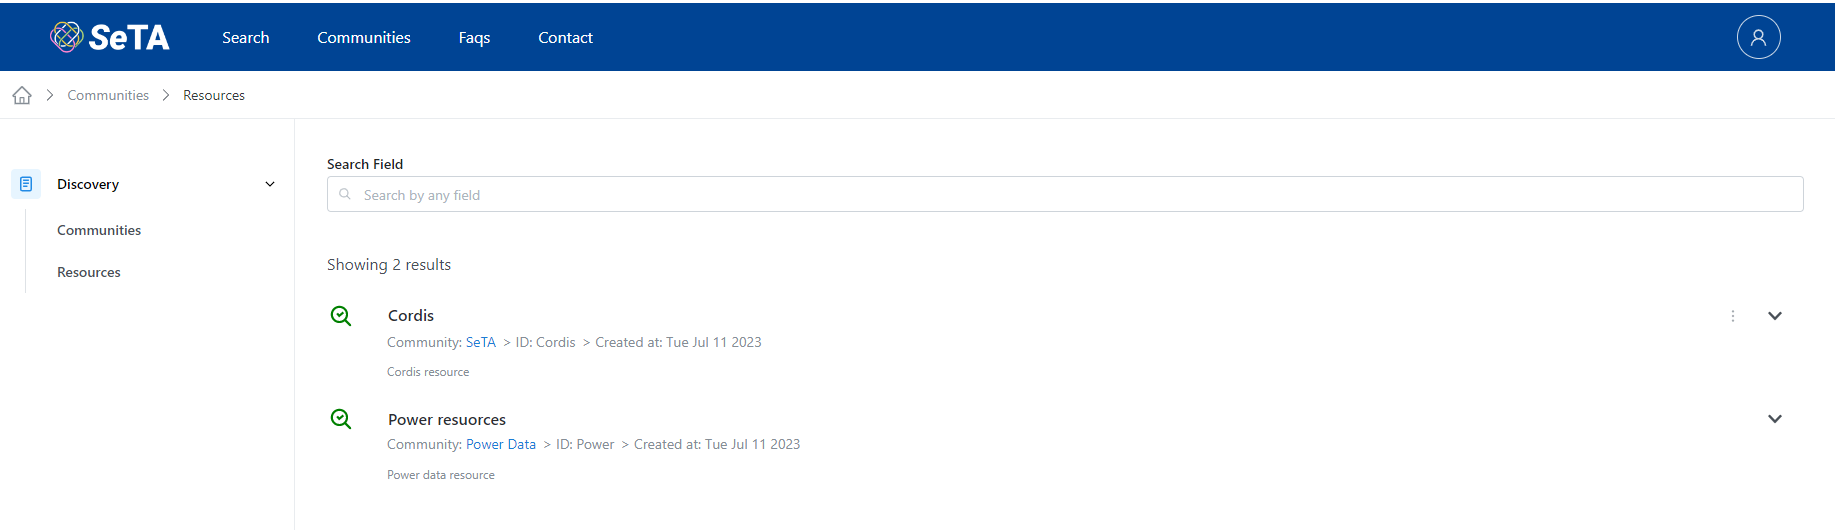 SeTA Search Communities Faqs Contact
Communities Resources
Discovery
Communities
Resources
Search Field
Search by any field
Showing 2 results
Cordis
Community: SeTA > ID: Cordis > Created at: Tue Jul 11 2023
Cordis resource
Power resuorces
Community: Power Data > ID: Power > Created at: Tue Jul 11 2023
Power data resource